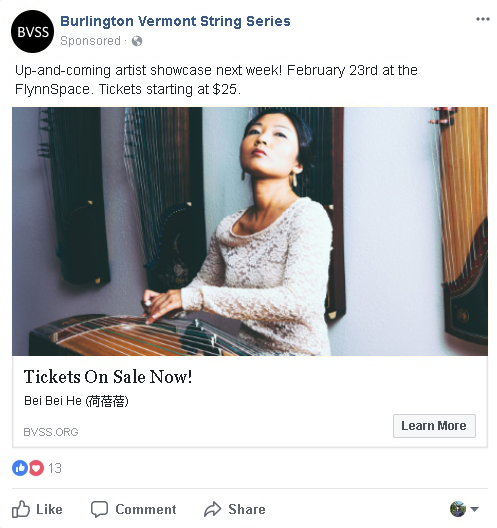 BVSS
Burlington Vermont String Series
Sponsored ·
Up-and-coming artist showcase next week! February 23rd at the
FlynnSpace. Tickets starting at $25.
Tickets On Sale Now!
Bei Bei He (荷蓓蓓)
BVSS.ORG
Learn More
13
Like
Comment
Share